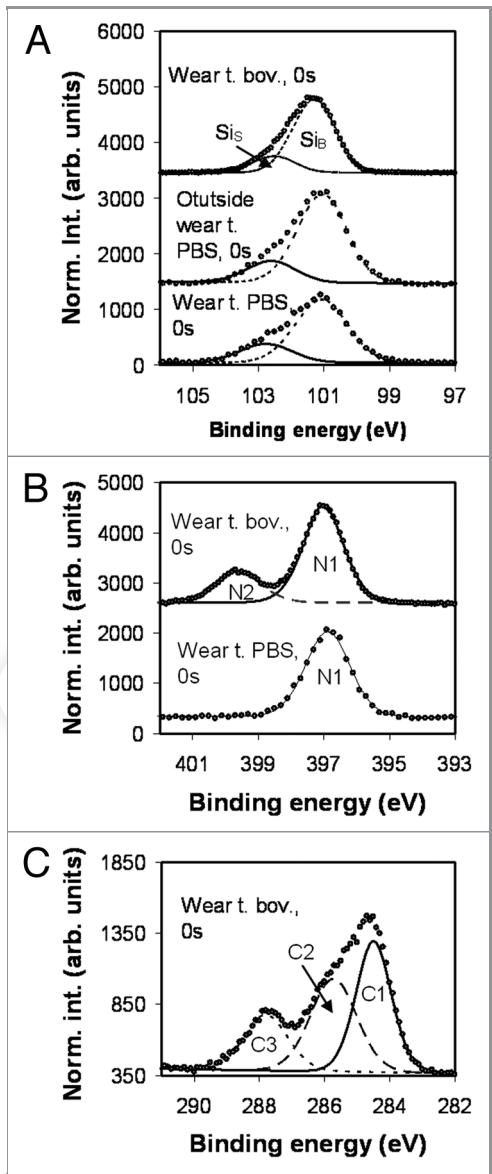 A
Norm. Int. (arb. units)
6000
5000
4000
3000
2000
1000
0
Wear t. bov., 0s
SiS
SiB
Otutside
wear t.
PBS, 0s
Wear t. PBS,
0s
105 103 101 99 97
Binding energy (eV)
B
Norm. int. (arb. units)
5000
4000
3000
2000
1000
0
Wear t. bov.,
0s
N2
N1
Wear t. PBS,
0s
N1
401 399 397 395 393
Binding energy (eV)
C
Norm. int. (arb. units)
1850
1350
850
350
Wear t. bov.,
0s
C2
C1
C3
290 288 286 284 282
Binding energy (eV)